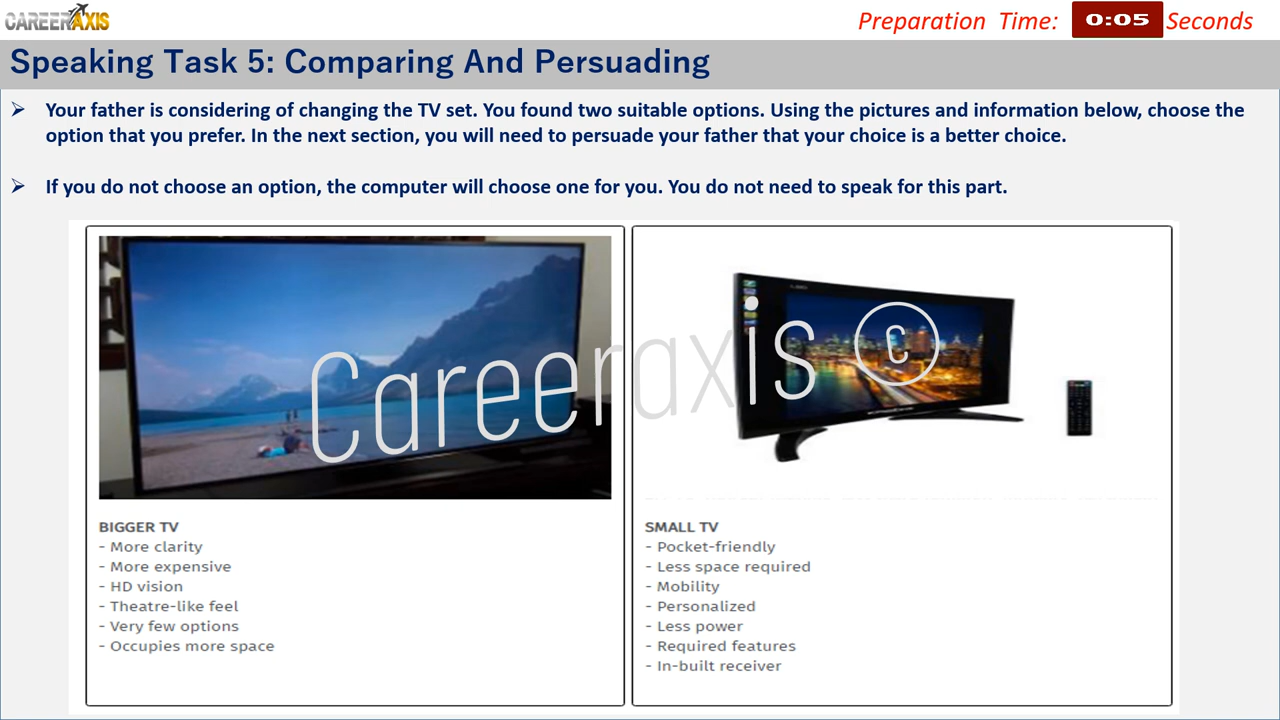 CAREERAXIS
Preparation Time: 0:05 Seconds
Speaking Task 5: Comparing And Persuading
➢ Your father is considering of changing the TV set. You found two suitable options. Using the pictures and information below, choose the
option that you prefer. In the next section, you will need to persuade your father that your choice is a better choice.
➢ If you do not choose an option, the computer will choose one for you. You do not need to speak for this part.
Careeraxis ©
BIGGER TV
- More clarity
- More expensive
- HD vision
- Theatre-like feel
- Very few options
- Occupies more space
SMALL TV
- Pocket-friendly
- Less space required
- Mobility
- Personalized
- Less power
- Required features
- In-built receiver